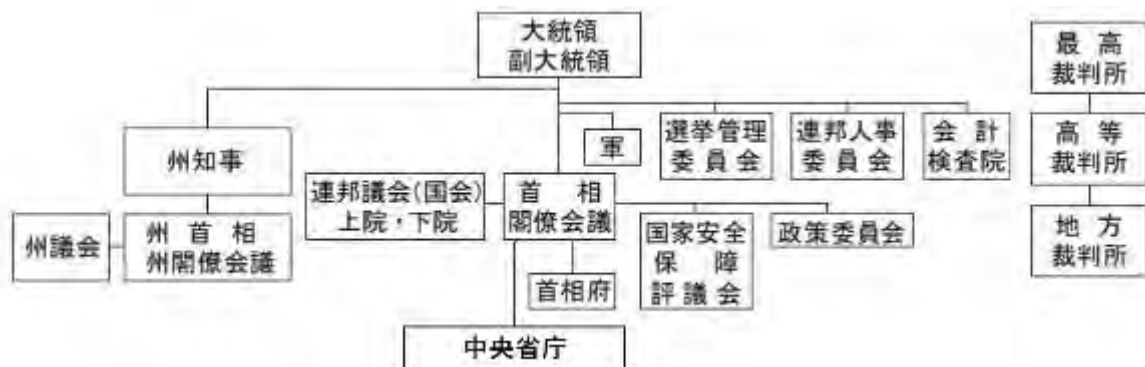 大統領
副大統領
最高
裁判所
軍
選挙管理
委員会
連邦人事
委員会
会計
検査院
高等
裁判所
州知事
連邦議会(国会)
上院・下院
首相
閣僚会議
州議会
州首相
州閣僚会議
国家安全
保障
評議会
政策委員会
地方
裁判所
首相府
中央省庁